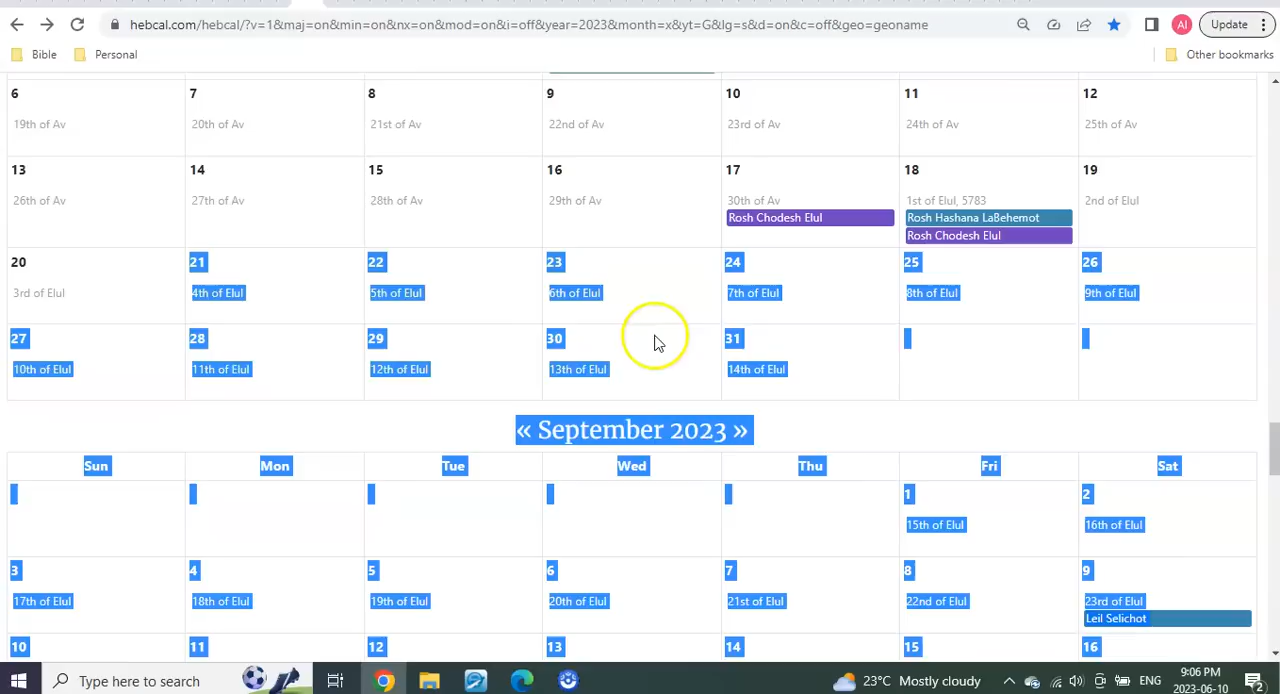 hebcal.com/hebcal/?v=1&maj=on&min=on&nx=on&mod=on&i=off&year=2023&month=x&yt=G&lg=s&d=on&c=off&geo=geoname
AI
Update
Bible
Personal
Other bookmarks
6 7 8 9 10 11 12
19th of Av 20th of Av 21st of Av 22nd of Av 23rd of Av 24th of Av 25th of Av
13 14 15 16 17 18 19
26th of Av 27th of Av 28th of Av 29th of Av 30th of Av 1st of Elul, 5783 2nd of Elul
Rosh Chodesh Elul Rosh Hashana LaBehemot
Rosh Chodesh Elul
20 21 22 23 24 25 26
3rd of Elul 4th of Elul 5th of Elul 6th of Elul 7th of Elul 8th of Elul 9th of Elul
27 28 29 30 31
10th of Elul 11th of Elul 12th of Elul 13th of Elul 14th of Elul
« September 2023 »
Sun Mon Tue Wed Thu Fri Sat
1 2
15th of Elul 16th of Elul
3 4 5 6 7 8 9
17th of Elul 18th of Elul 19th of Elul 20th of Elul 21st of Elul 22nd of Elul 23rd of Elul
Leil Selichot
10 11 12 13 14 15 16
Type here to search
23°C Mostly cloudy
ENG
9:06 PM
2023-06-10
2